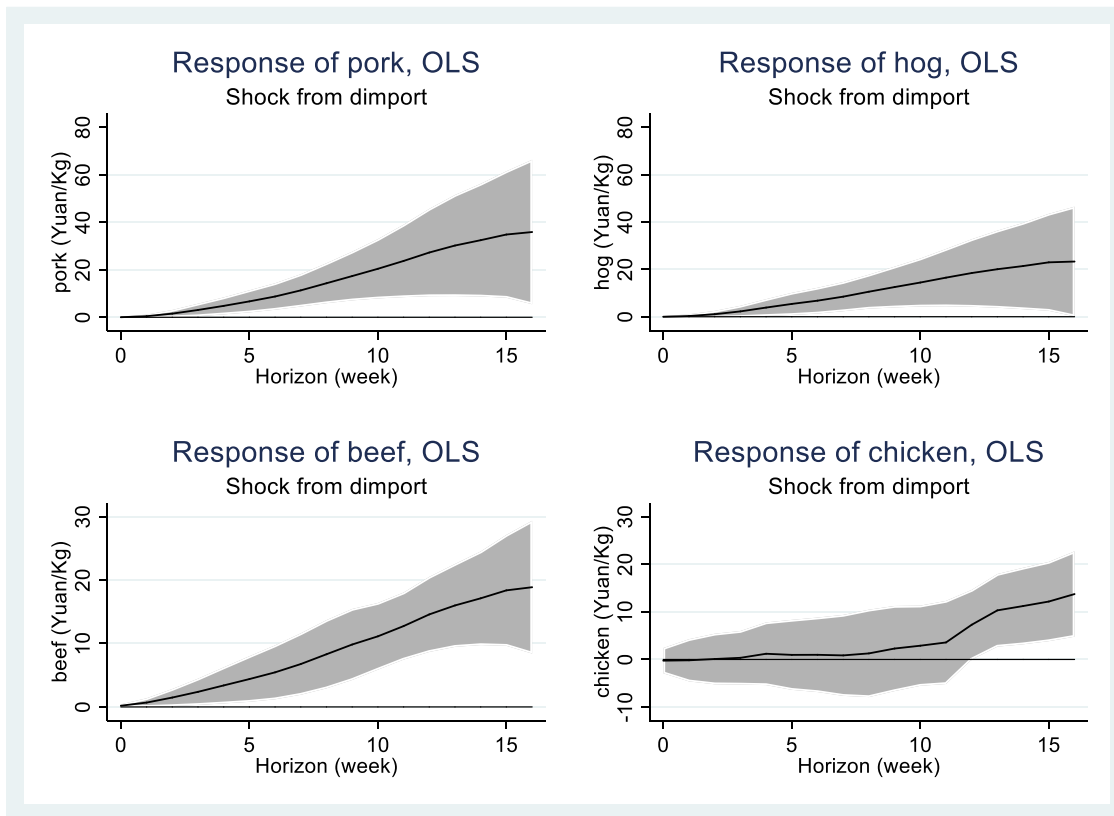 Response of pork, OLS
Shock from dimport
pork (Yuan/Kg)
80
60
40
20
0
0 5 10 15
Horizon (week)
Response of hog, OLS
Shock from dimport
hog (Yuan/Kg)
80
60
40
20
0
0 5 10 15
Horizon (week)
Response of beef, OLS
Shock from dimport
beef (Yuan/Kg)
30
20
10
0
0 5 10 15
Horizon (week)
Response of chicken, OLS
Shock from dimport
chicken (Yuan/Kg)
30
20
10
0
-10
0 5 10 15
Horizon (week)